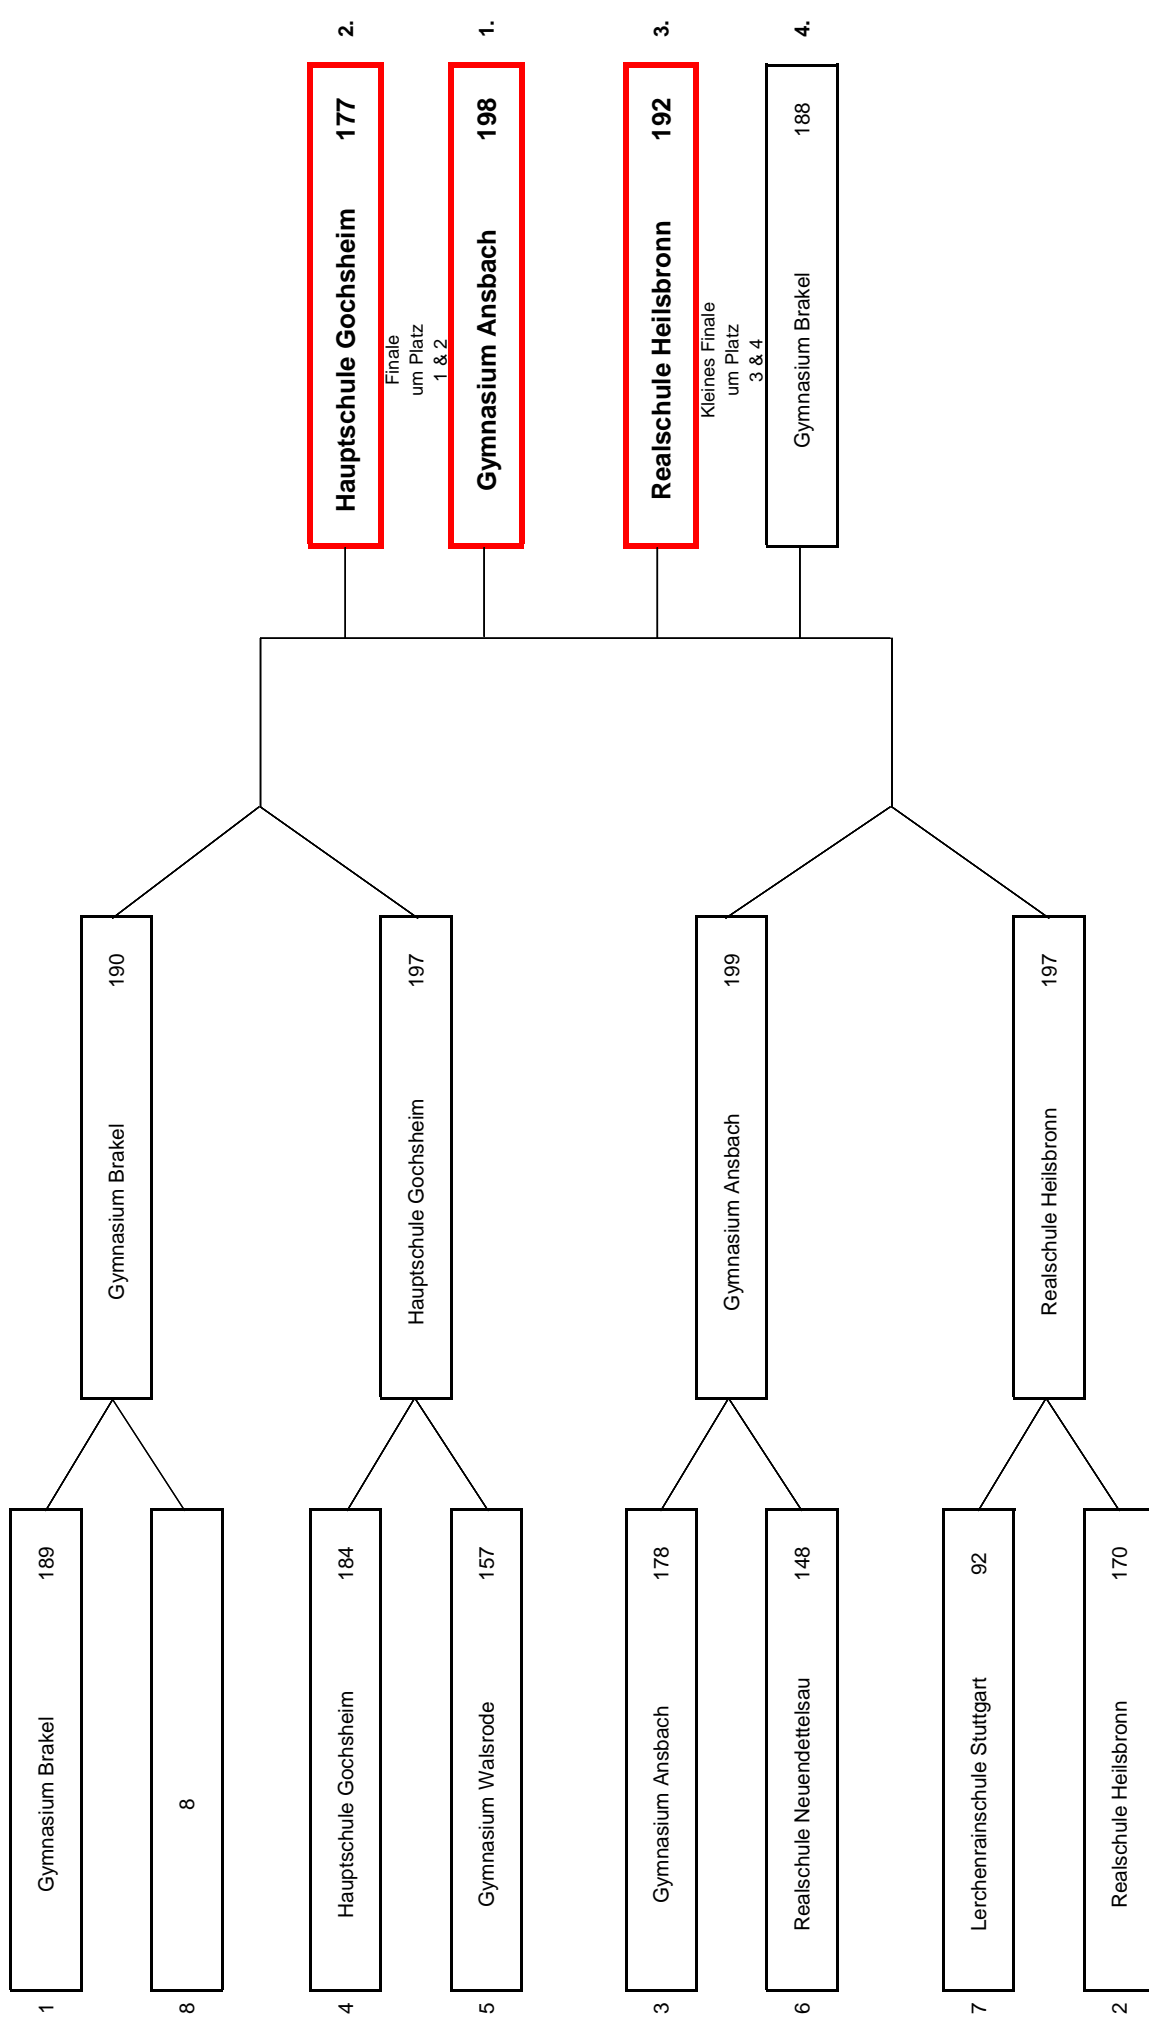 1 Gymnasium Brakel 189
8 8
4 Hauptschule Gochsheim 184
5 Gymnasium Walsrode 157
3 Gymnasium Ansbach 178
6 Realschule Neuendettelsau 148
7 Lerchenrainschule Stuttgart 92
2 Realschule Heilsbronn 170
Gymnasium Brakel 190
Hauptschule Gochsheim 197
Gymnasium Ansbach 199
Realschule Heilsbronn 197
Hauptschule Gochsheim 177 2.
Finale
um Platz
1 & 2
Gymnasium Ansbach 198 1.
Realschule Heilsbronn 192 3.
Kleines Finale
um Platz
3 & 4
Gymnasium Brakel 188 4.